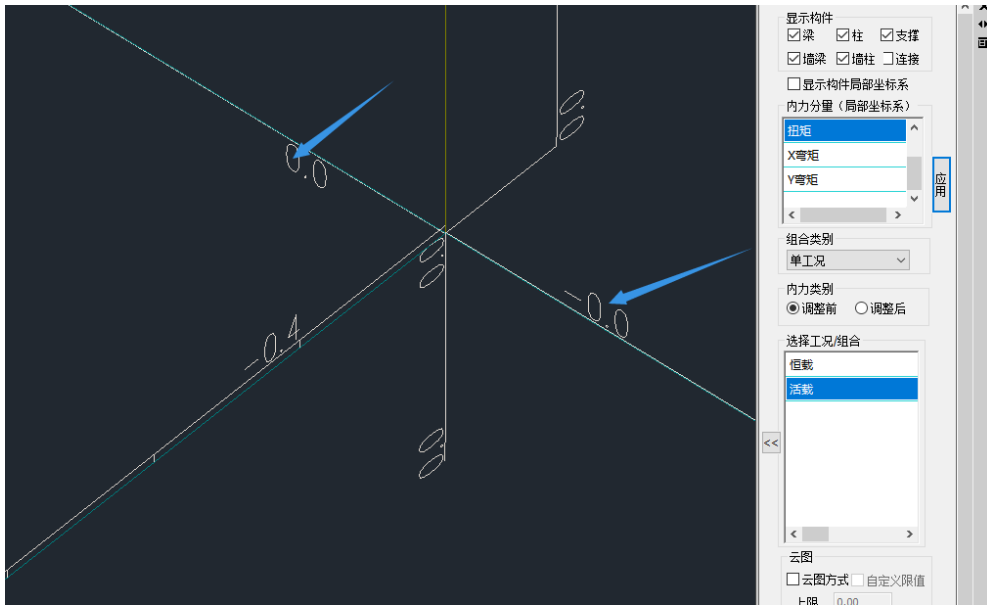 显示构件
梁 柱 支撑
墙梁 墙柱 连接
显示构件局部坐标系
内力分量（局部坐标系）
扭矩
X弯矩
Y弯矩
应用
组合类别
单工况
内力类别
调整前 调整后
选择工况/组合
恒载
活载
<<
云图
云图方式 自定义限值
上限 0.00
0.0
0.0
0.0
-0.0
-0.4
0.0